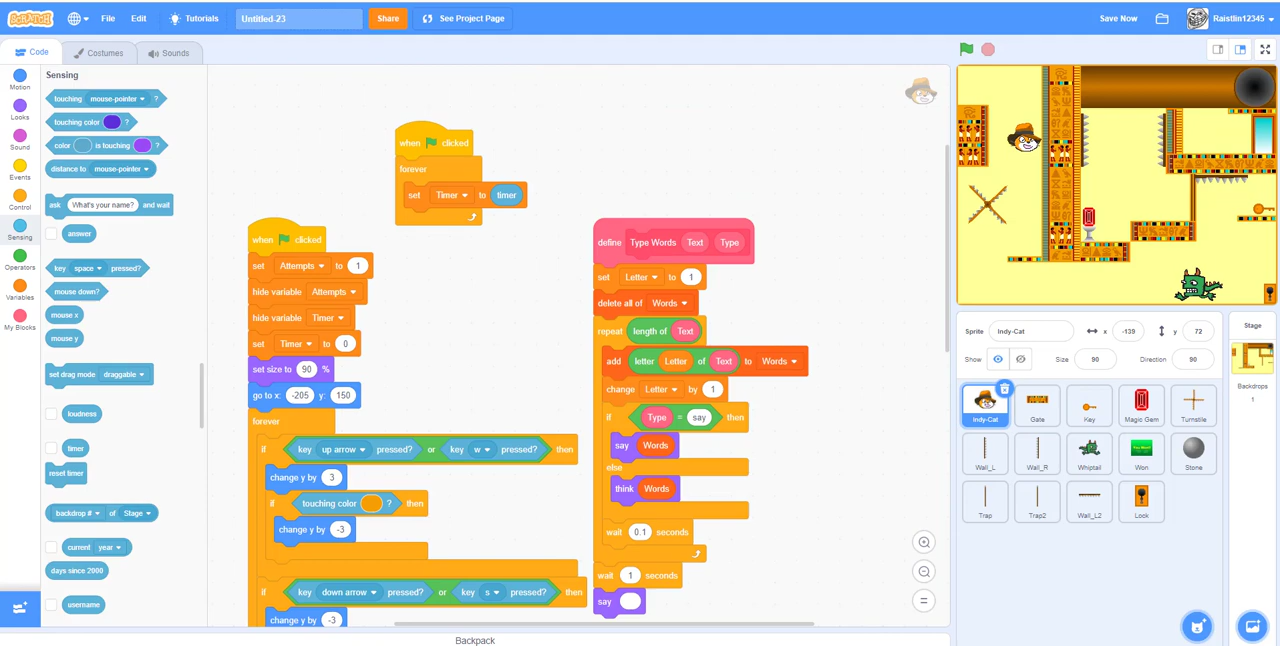 SCRATCH File Edit Tutorials Untitled-23 Share See Project Page Save Now Raistlin12345
Code Costumes Sounds
Motion
Looks
Sound
Events
Control
Sensing
Operators
Variables
My Blocks
Sensing
touching mouse-pointer ?
touching color ?
color is touching ?
distance to mouse-pointer
ask What's your name? and wait
answer
key space pressed?
mouse down?
mouse x
mouse y
set drag mode draggable
loudness
timer
reset timer
backdrop # of Stage
current year
days since 2000
username
when clicked
forever
set Timer to timer
when clicked
set Attempts to 1
hide variable Attempts
hide variable Timer
set Timer to 0
set size to 90 %
go to x: -205 y: 150
forever
if key up arrow pressed? or key w pressed? then
change y by 3
if touching color ? then
change y by -3
if key down arrow pressed? or key s pressed? then
change y by -3
define Type Words Text Type
set Letter to 1
delete all of Words
repeat length of Text
add letter Letter of Text to Words
change Letter by 1
if Type = say then
say Words
else
think Words
wait 0.1 seconds
wait 1 seconds
say
Backpack
Sprite Indy-Cat x -139 y 72
Show Size 90 Direction 90
Indy-Cat Gate Key Magic Gem Turnstile
Wall_L Wall_R Whiptail Won Stone
Trap Trap2 Wall_L2 Lock
Stage
Backdrops
1